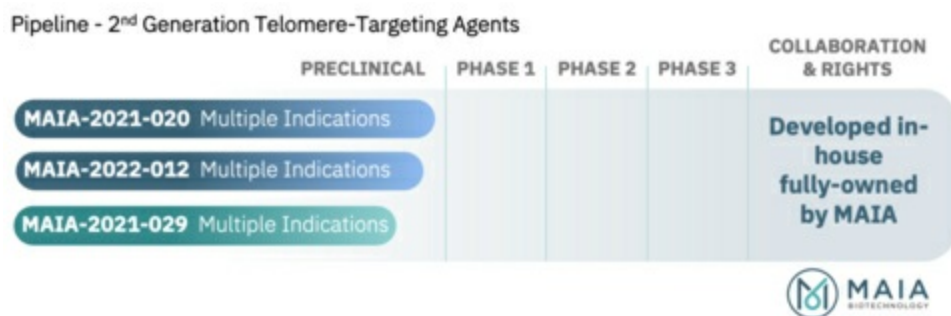 Pipeline - 2nd Generation Telomere-Targeting Agents
COLLABORATION
PRECLINICAL PHASE 1 PHASE 2 PHASE 3 & RIGHTS
MAIA-2021-020 Multiple Indications
MAIA-2022-012 Multiple Indications
MAIA-2021-029 Multiple Indications
Developed in-
house
fully-owned
by MAIA
MAIA
BIOTECHNOLOGY